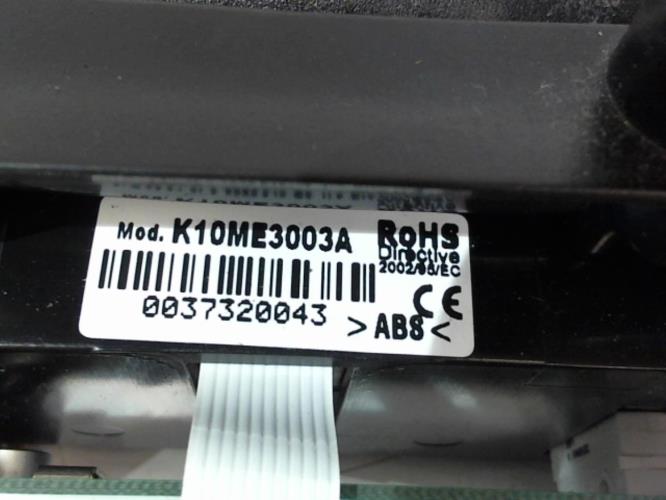 Mod. K10ME3003A
RoHS
Directive
2002/95/EC
0037320043
CE
>ABS<